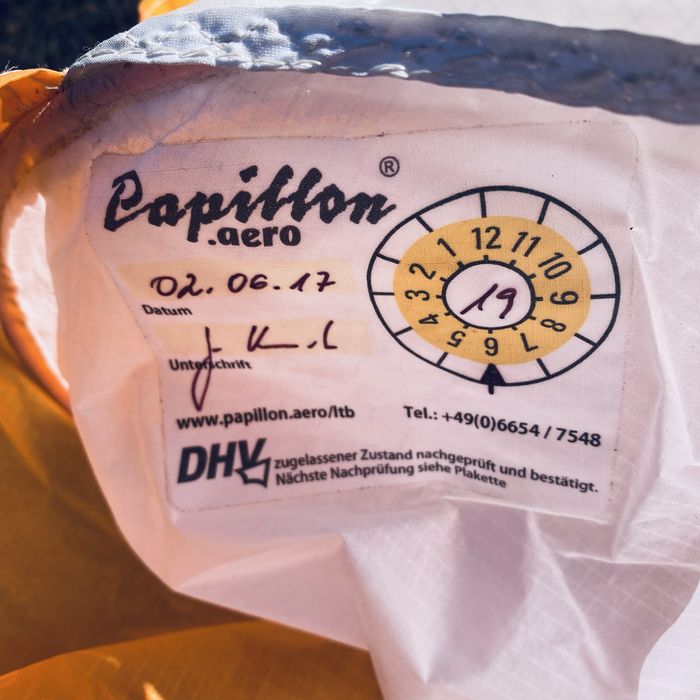 Papillon ®
.aero
02.06.17
Datum
Unterschrift
12 11 10 9 8 7 6 5 4 3 2 1
19
www.papillon.aero/ltb
Tel.: +49(0)6654 / 7548
DHV zugelassener Zustand nachgeprüft und bestätigt.
Nächste Nachprüfung siehe Plakette